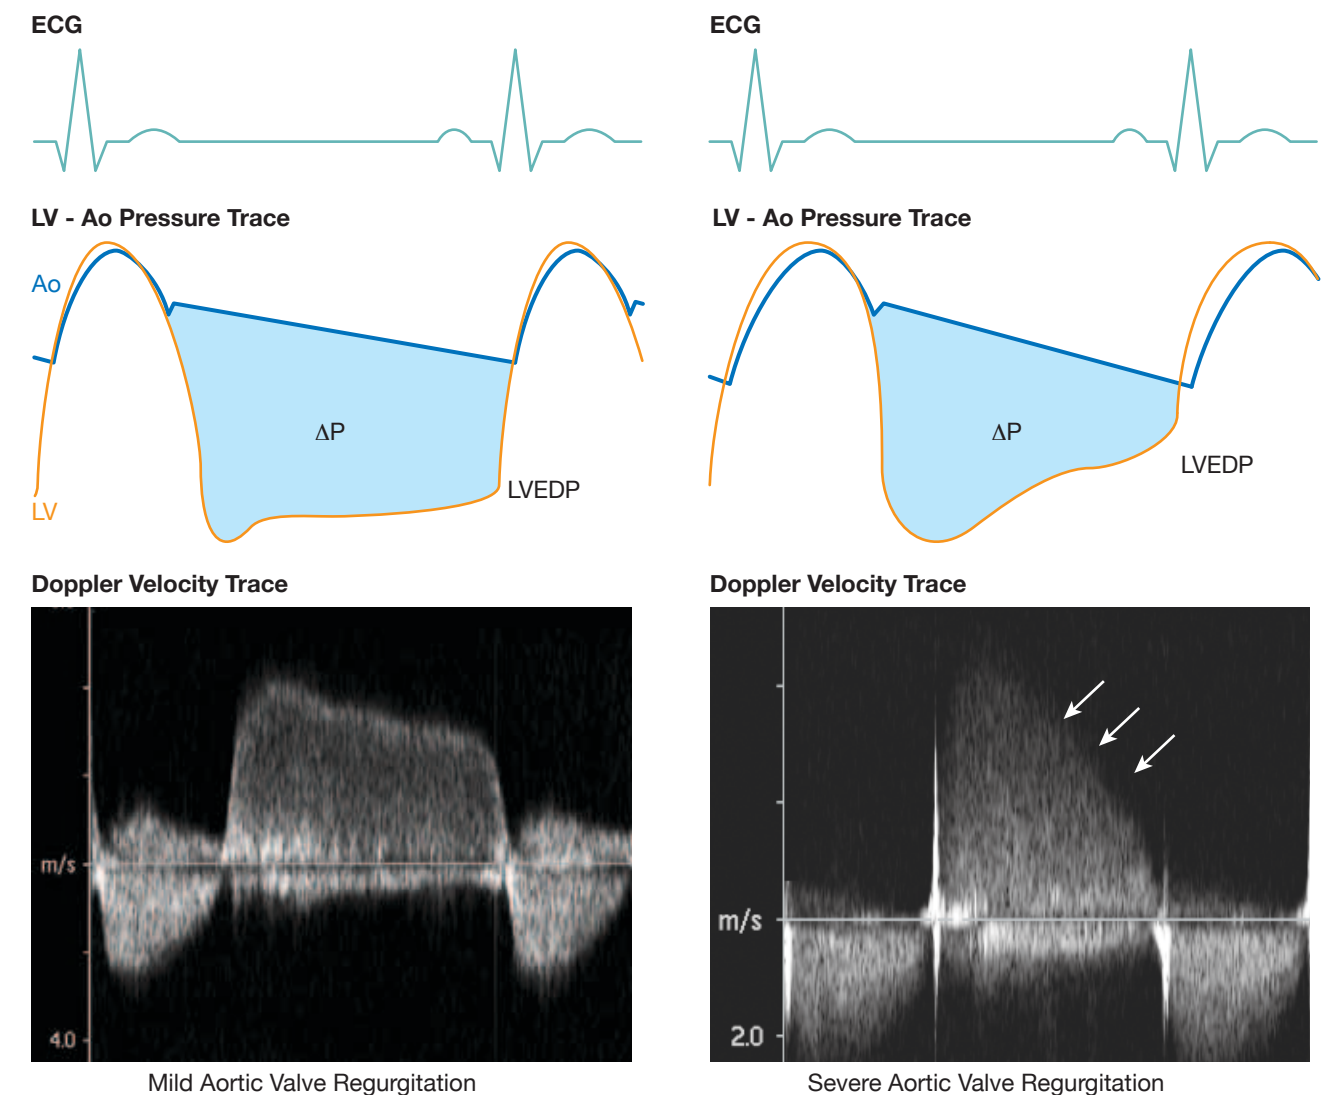 ECG
LV - Ao Pressure Trace
Ao
ΔP
LVEDP
LV
Doppler Velocity Trace
m/s
4.0
Mild Aortic Valve Regurgitation
ECG
LV - Ao Pressure Trace
ΔP
LVEDP
Doppler Velocity Trace
m/s
2.0
Severe Aortic Valve Regurgitation